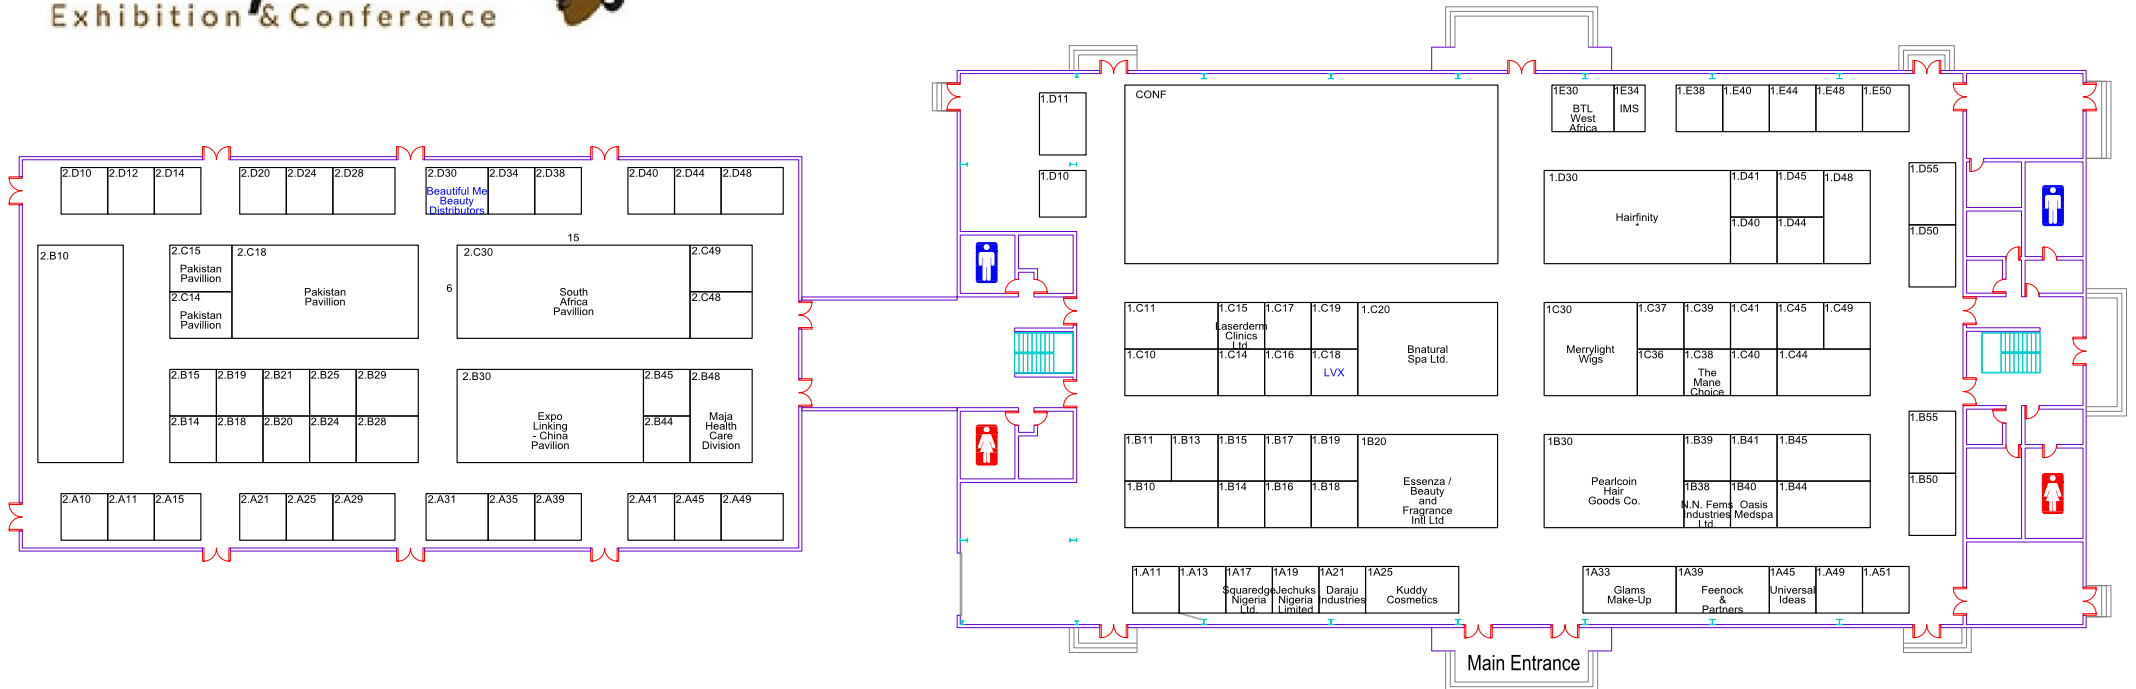 Exhibition & Conference
2.D10 2.D12 2.D14 2.D20 2.D24 2.D28 2.D30 2.D34 2.D38 2.D40 2.D44 2.D48
Beautiful Me
Beauty
Distributors
15
2.B10
2.C15
Pakistan
Pavillion
2.C14
Pakistan
Pavillion
2.C18
Pakistan
Pavillion
6
2.C30
South
Africa
Pavillion
2.C49
2.C48
2.B15 2.B19 2.B21 2.B25 2.B29
2.B14 2.B18 2.B20 2.B24 2.B28
2.B30
Expo
Linking
- China
Pavilion
2.B45
2.B44
2.B48
Maja
Health
Care
Division
2.A10 2.A11 2.A15 2.A21 2.A25 2.A29 2.A31 2.A35 2.A39 2.A41 2.A45 2.A49
1.D11
1.D10
CONF
1E30
BTL
West
Africa
1E34
IMS
1.E38 1.E40 1.E44 1.E48 1.E50
1.D30
Hairfinity
*
1.D41 1.D45 1.D48
1.D40 1.D44
1.D55
1.D50
1.C11
1.C15
Laserderm
Clinics
Ltd
1.C17 1.C19
1.C10 1.C14 1.C16 1.C18
LVX
1.C20
Bnatural
Spa Ltd.
1C30
Merrylight
Wigs
1.C37 1.C39 1.C41 1.C45 1.C49
1C36 1.C38 1.C40 1.C44
The
Mane
Choice
1.B11 1.B13 1.B15 1.B17 1.B19
1.B10 1.B14 1.B16 1.B18
1B20
Essenza /
Beauty
and
Fragrance
Intl Ltd
1B30
Pearlcoin
Hair
Goods Co.
1.B39 1.B41 1.B45
1B38
N.N. Fems
Industries
Ltd.
1B40
Oasis
Medspa
1.B44
1.B55
1.B50
1.A11 1.A13
1A17
Squaredge
Nigeria
Ltd.
1A19
Jechuks
Nigeria
Limited
1A21
Daraju
Industries
1A25
Kuddy
Cosmetics
1A33
Glams
Make-Up
1A39
Feenock
&
Partners
1A45
Universal
Ideas
1.A49 1.A51
Main Entrance